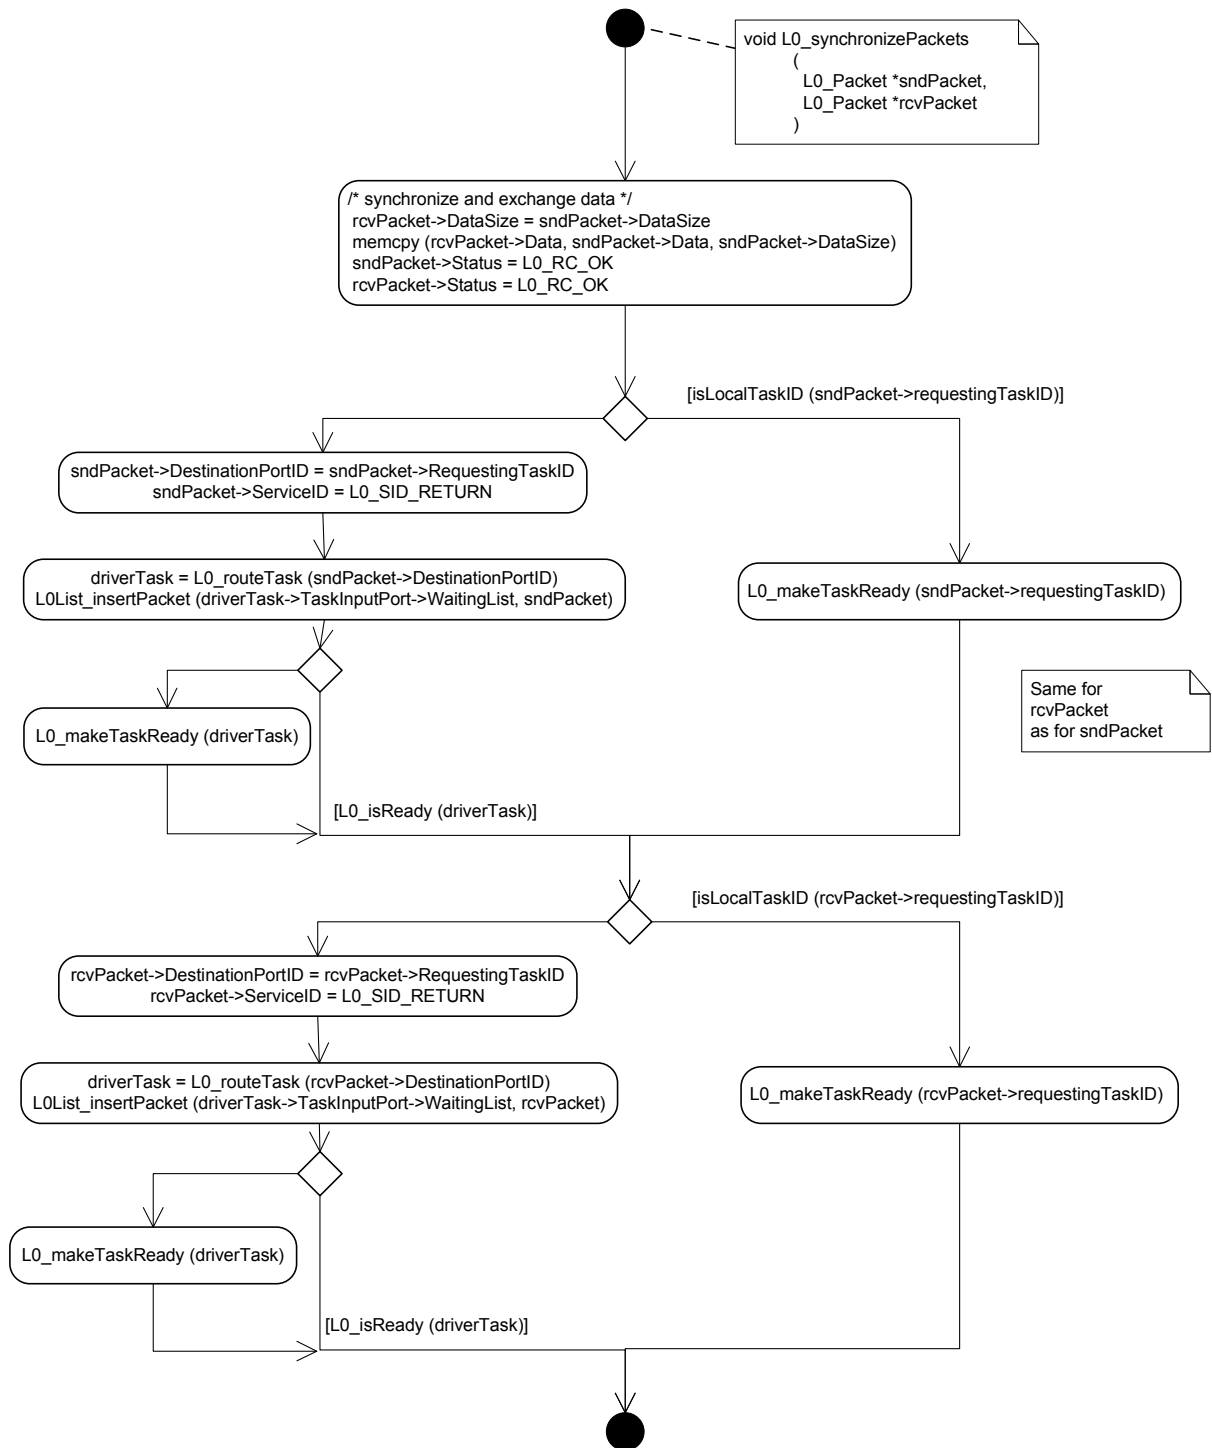 void L0_synchronizePackets
(
L0_Packet *sndPacket,
L0_Packet *rcvPacket
)
/* synchronize and exchange data */
rcvPacket->DataSize = sndPacket->DataSize
memcpy (rcvPacket->Data, sndPacket->Data, sndPacket->DataSize)
sndPacket->Status = L0_RC_OK
rcvPacket->Status = L0_RC_OK
[isLocalTaskID (sndPacket->requestingTaskID)]
sndPacket->DestinationPortID = sndPacket->RequestingTaskID
sndPacket->ServiceID = L0_SID_RETURN
driverTask = L0_routeTask (sndPacket->DestinationPortID)
L0List_insertPacket (driverTask->TaskInputPort->WaitingList, sndPacket)
L0_makeTaskReady (sndPacket->requestingTaskID)
L0_makeTaskReady (driverTask)
Same for
rcvPacket
as for sndPacket
[L0_isReady (driverTask)]
[isLocalTaskID (rcvPacket->requestingTaskID)]
rcvPacket->DestinationPortID = rcvPacket->RequestingTaskID
rcvPacket->ServiceID = L0_SID_RETURN
driverTask = L0_routeTask (rcvPacket->DestinationPortID)
L0List_insertPacket (driverTask->TaskInputPort->WaitingList, rcvPacket)
L0_makeTaskReady (rcvPacket->requestingTaskID)
L0_makeTaskReady (driverTask)
[L0_isReady (driverTask)]